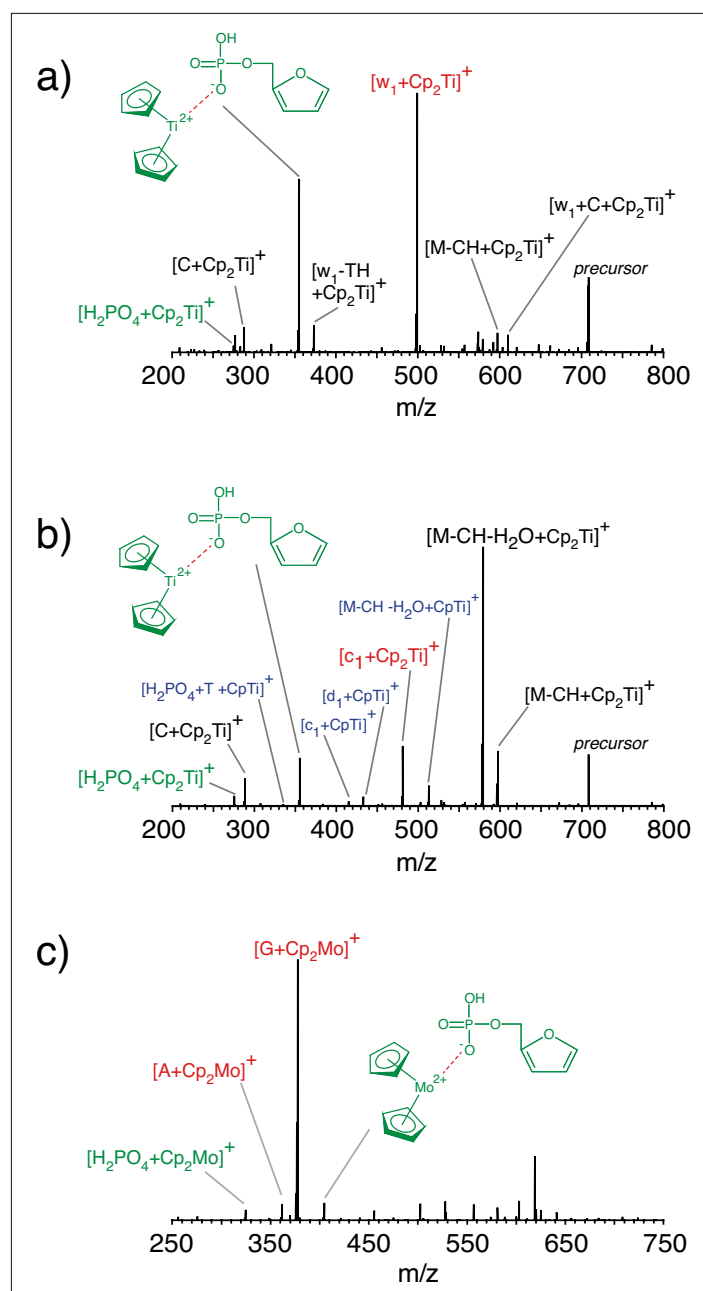 a)
OH
O=P-O
O
O-
Ti2+
[w1+Cp2Ti]+
[w1+C+Cp2Ti]+
[M-CH+Cp2Ti]+
precursor
[C+Cp2Ti]+
[w1-TH
+Cp2Ti]+
[H2PO4+Cp2Ti]+
200 300 400 500 600 700 800
m/z
b)
OH
O=P-O
O
O-
Ti2+
[M-CH-H2O+Cp2Ti]+
[M-CH -H2O+CpTi]+
[c1+Cp2Ti]+
[H2PO4+T +CpTi]+
[d1+CpTi]+
[M-CH+Cp2Ti]+
[c1+CpTi]+
[C+Cp2Ti]+
precursor
[H2PO4+Cp2Ti]+
200 300 400 500 600 700 800
m/z
c)
[G+Cp2Mo]+
OH
O=P-O
O
O-
Mo2+
[A+Cp2Mo]+
[H2PO4+Cp2Mo]+
250 350 450 550 650 750
m/z